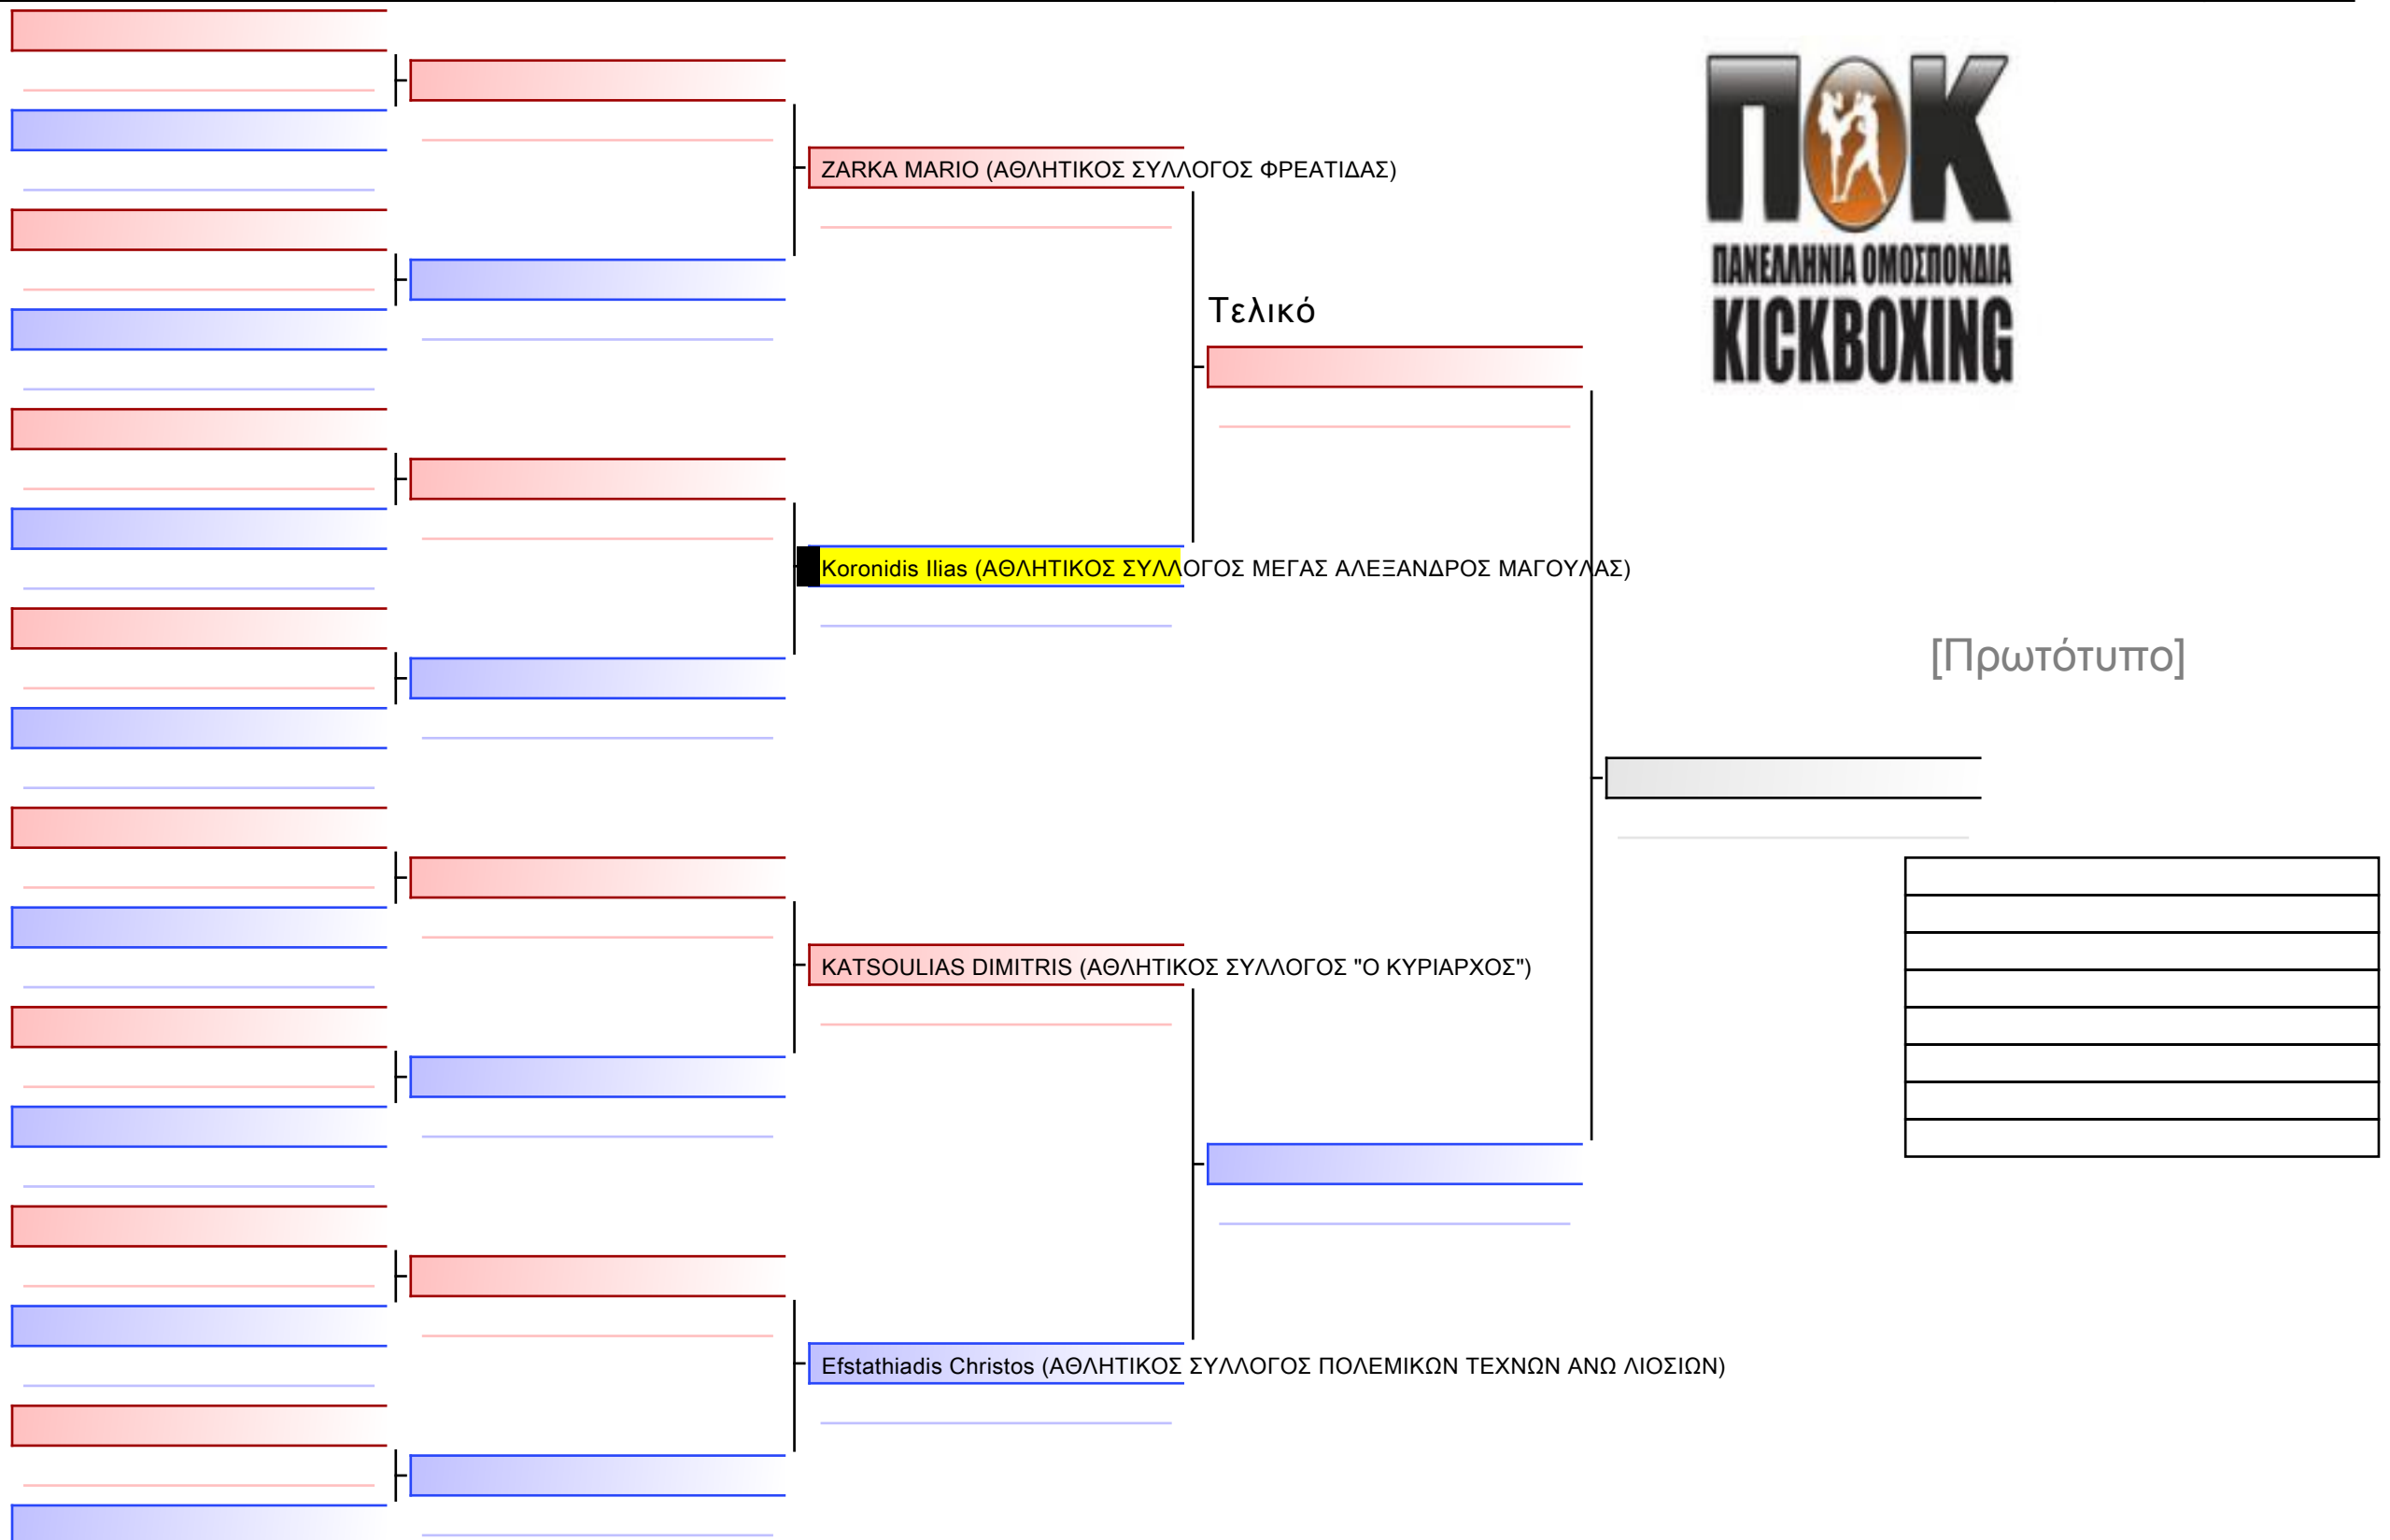 ΠΟΚ
ΠΑΝΕΛΛΗΝΙΑ ΟΜΟΣΠΟΝΔΙΑ
KICKBOXING
ZARKA MARIO (ΑΘΛΗΤΙΚΟΣ ΣΥΛΛΟΓΟΣ ΦΡΕΑΤΙΔΑΣ)
Τελικό
Koronidis Ilias (ΑΘΛΗΤΙΚΟΣ ΣΥΛΛΟΓΟΣ ΜΕΓΑΣ ΑΛΕΞΑΝΔΡΟΣ ΜΑΓΟΥΛΑΣ)
[Πρωτότυπο]
KATSOULIAS DIMITRIS (ΑΘΛΗΤΙΚΟΣ ΣΥΛΛΟΓΟΣ "Ο ΚΥΡΙΑΡΧΟΣ")
Efstathiadis Christos (ΑΘΛΗΤΙΚΟΣ ΣΥΛΛΟΓΟΣ ΠΟΛΕΜΙΚΩΝ ΤΕΧΝΩΝ ΑΝΩ ΛΙΟΣΙΩΝ)